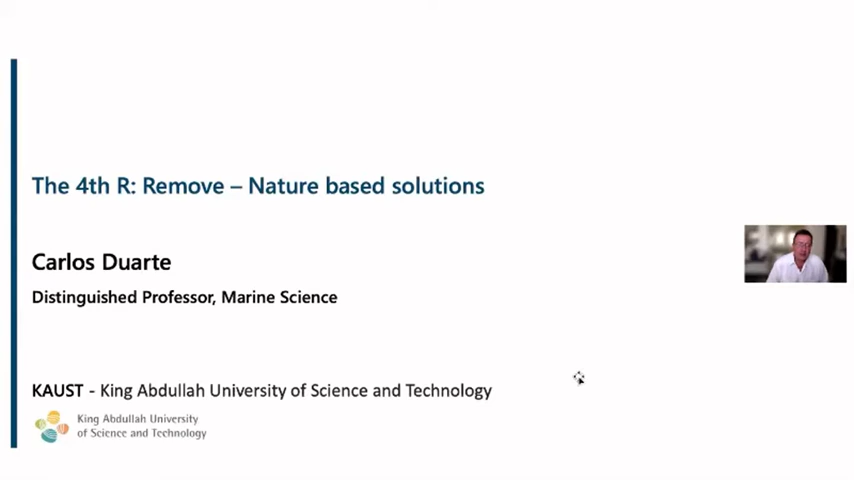 The 4th R: Remove – Nature based solutions
Carlos Duarte
Distinguished Professor, Marine Science
KAUST - King Abdullah University of Science and Technology
King Abdullah University
of Science and Technology